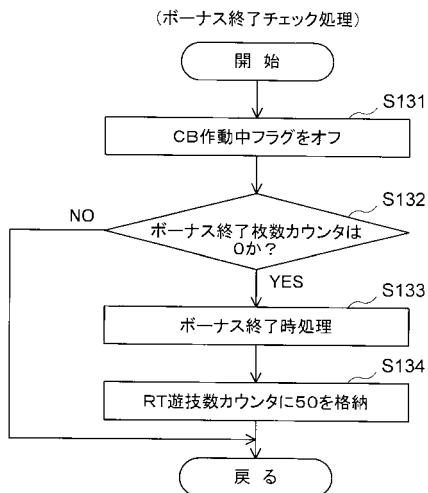 (ボーナス終了チェック処理)
開 始
S131
CB作動中フラグをオフ
S132
ボーナス終了枚数カウンタは
0か?
NO
YES
S133
ボーナス終了時処理
S134
RT遊技数カウンタに50を格納
戻 る